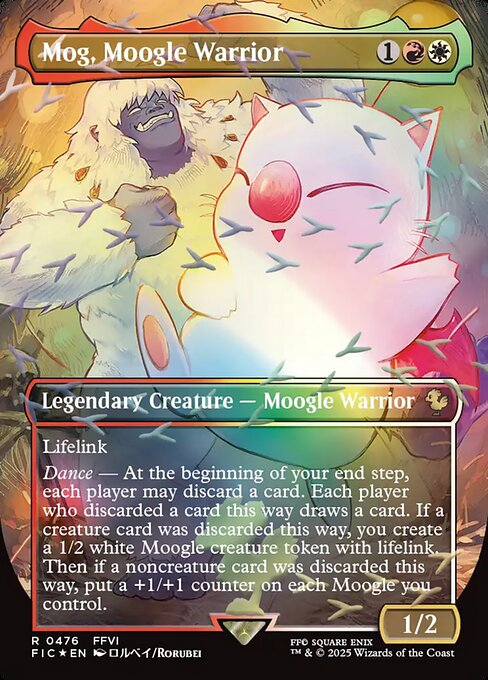 Mog, Moogle Warrior 1
Legendary Creature — Moogle Warrior
Lifelink
Dance — At the beginning of your end step,
each player may discard a card. Each player
who discarded a card this way draws a card. If a
creature card was discarded this way, you create
a 1/2 white Moogle creature token with lifelink.
Then if a noncreature card was discarded this
way, put a +1/+1 counter on each Moogle you
control.
1/2
R 0476 FFVI
FIC★EN ロルベイ/Rorubei
FF© SQUARE ENIX
™ & © 2025 Wizards of the Coast